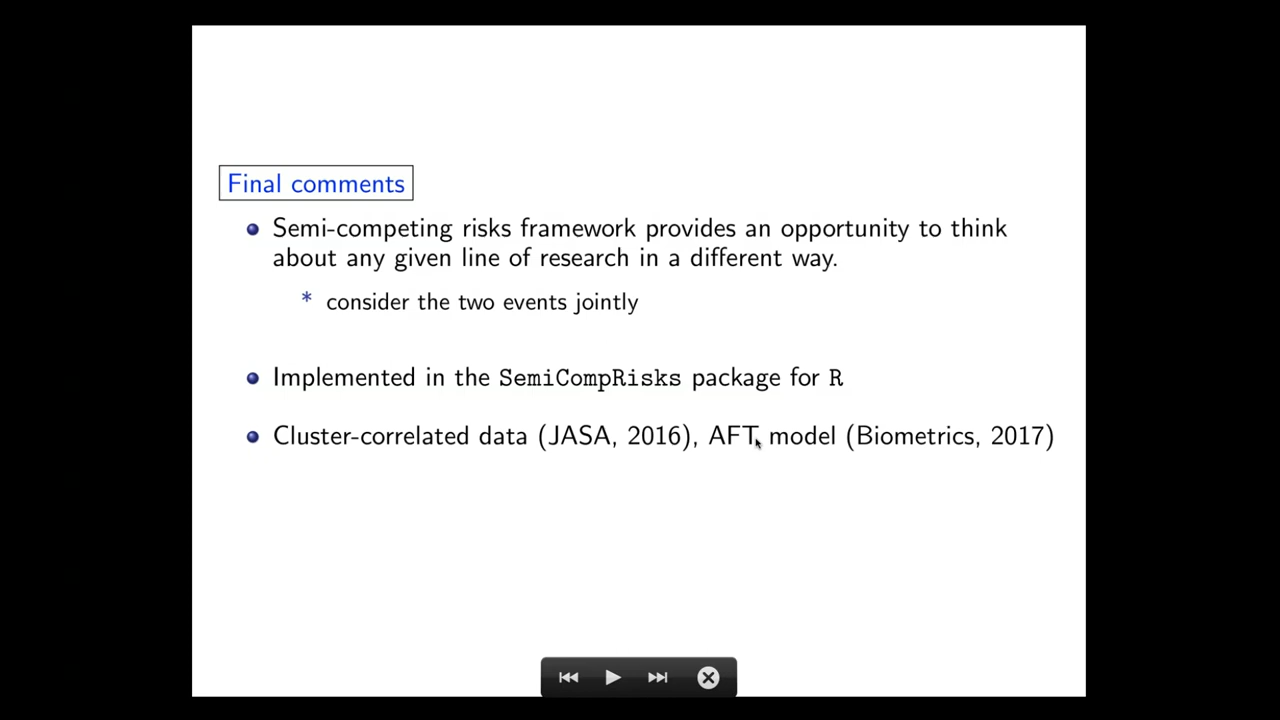 Final comments
Semi-competing risks framework provides an opportunity to think
about any given line of research in a different way.
* consider the two events jointly
Implemented in the SemiCompRisks package for R
Cluster-correlated data (JASA, 2016), AFT model (Biometrics, 2017)